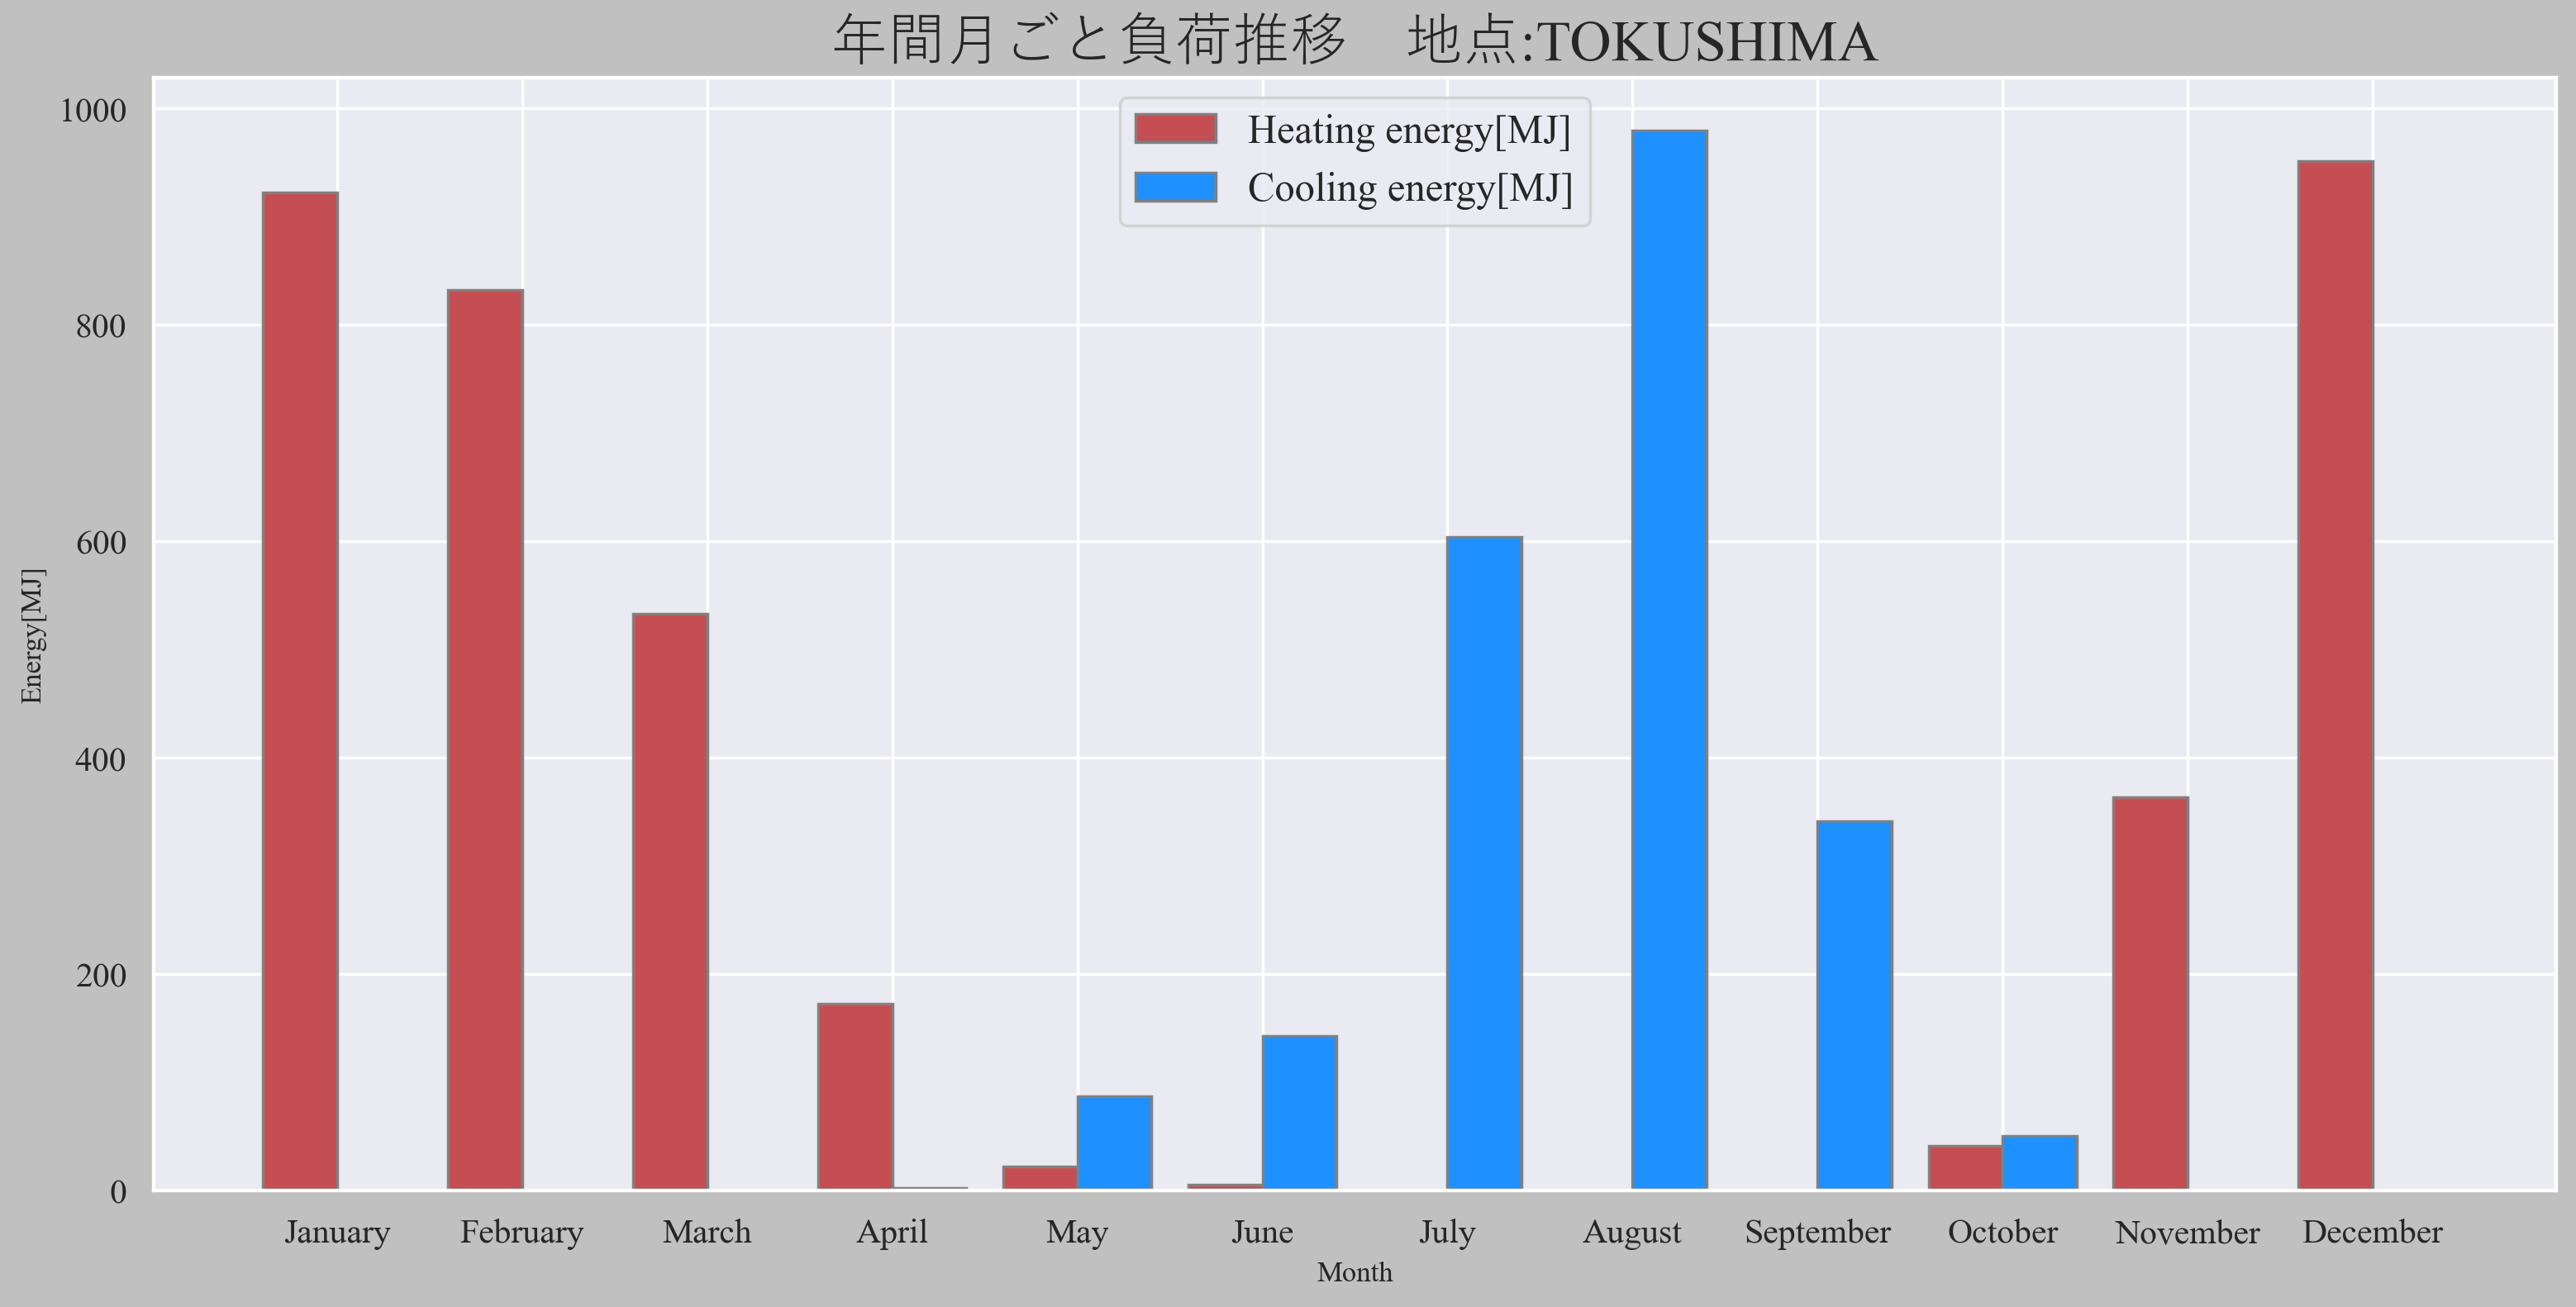 年間月ごと負荷推移　地点:TOKUSHIMA
Heating energy[MJ]
Cooling energy[MJ]
1000
800
600
400
200
0
Energy[MJ]
January February March April May June July August September October November December
Month